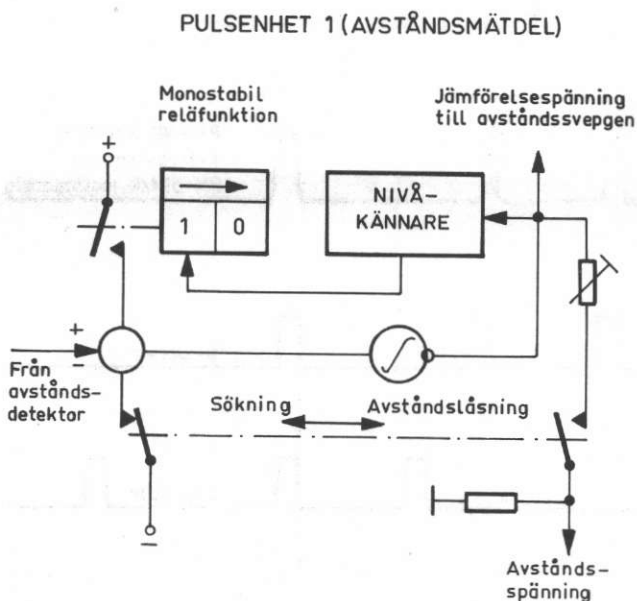 PULSENHET 1 (AVSTÅNDSMÄTDEL)
Monostabil
reläfunktion
Jämförelsespänning
till avståndssvepgen
+
1 0
NIVÅ-
KÄNNARE
+
−
Från
avstånds-
detektor
Sökning
Avståndslåsning
−
Avstånds-
spänning